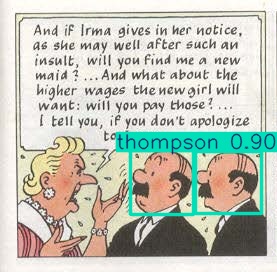 And if Irma gives in her notice,
as she may well after such an
insult, will you find me a new
maid ?...And what about the
higher wages the new girl will
want: will you pay those? ...
I tell you, if you don't apologize
to
thompson 0.90